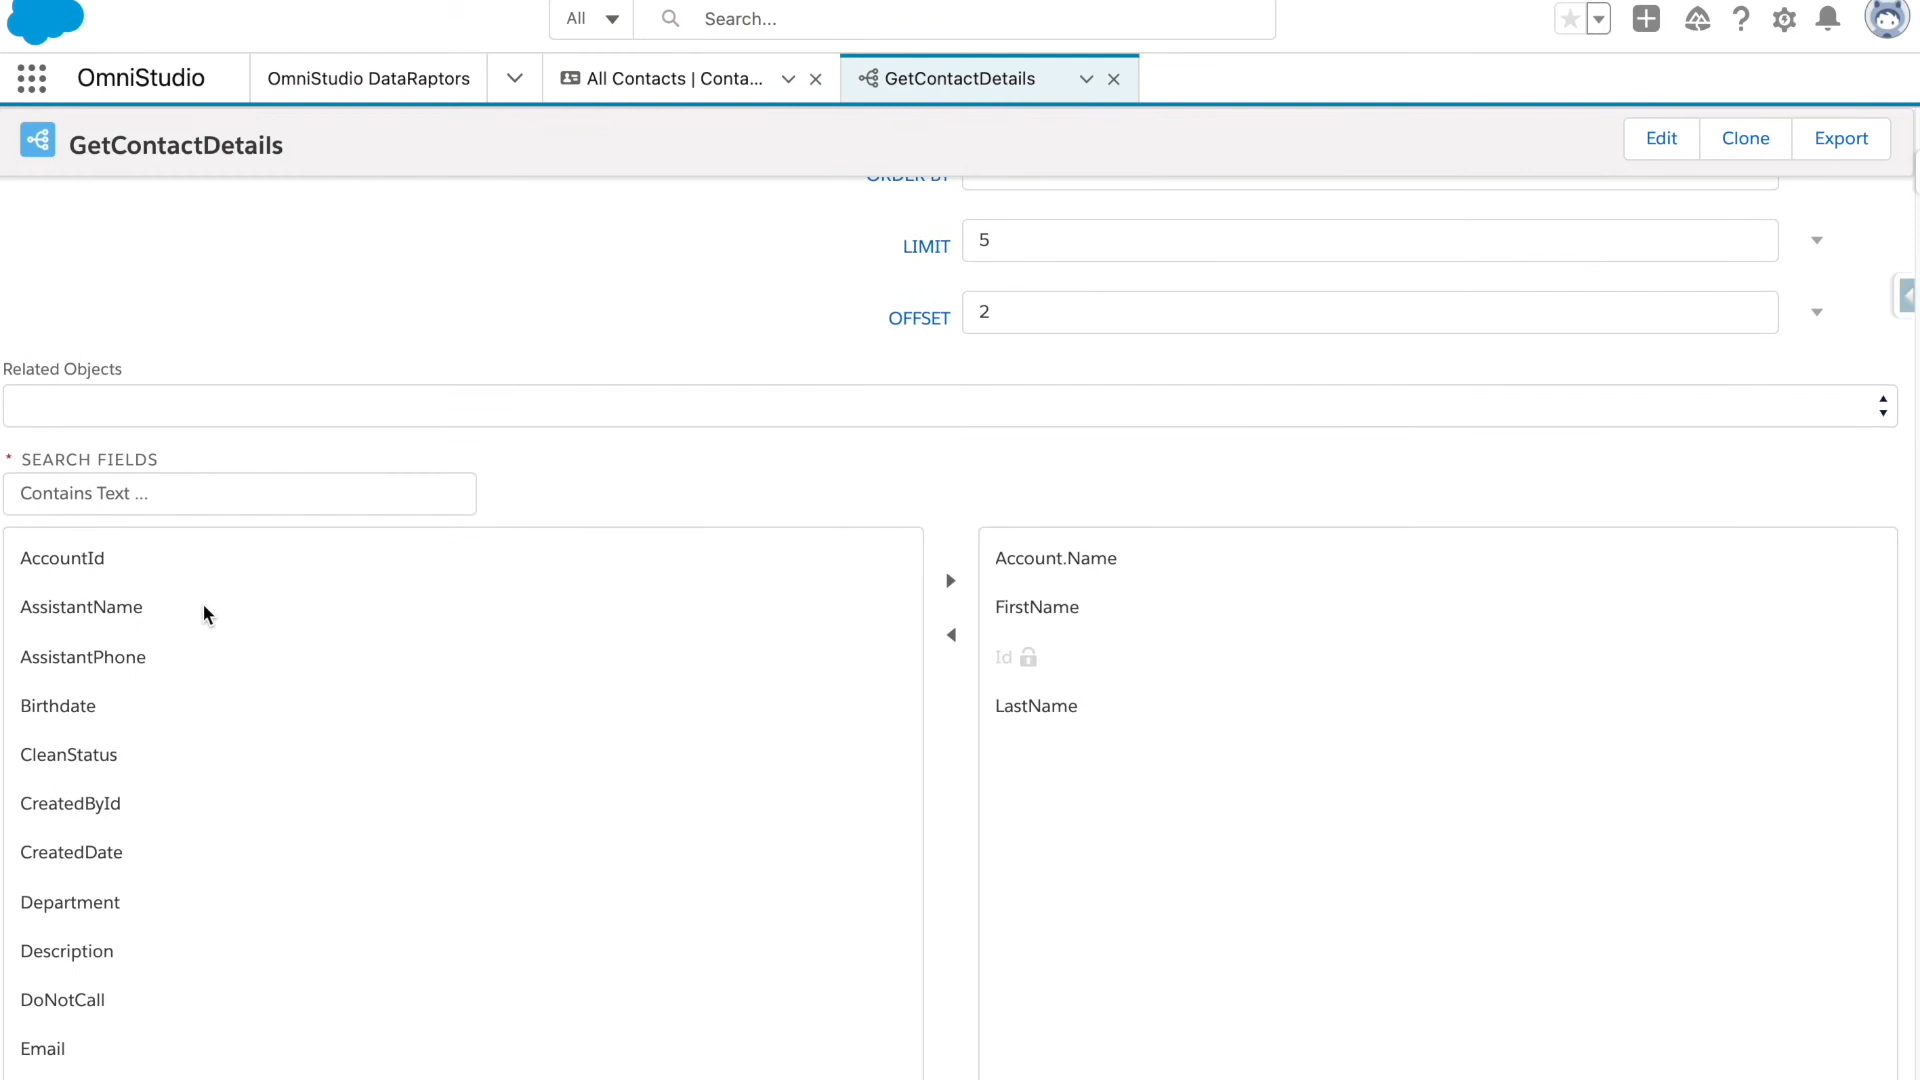 All
Search...
OmniStudio
OmniStudio DataRaptors
All Contacts | Conta...
GetContactDetails
GetContactDetails
Edit
Clone
Export
ORDER BY
LIMIT
5
OFFSET
2
Related Objects
* SEARCH FIELDS
Contains Text ...
AccountId
AssistantName
AssistantPhone
Birthdate
CleanStatus
CreatedById
CreatedDate
Department
Description
DoNotCall
Email
Account.Name
FirstName
Id
LastName